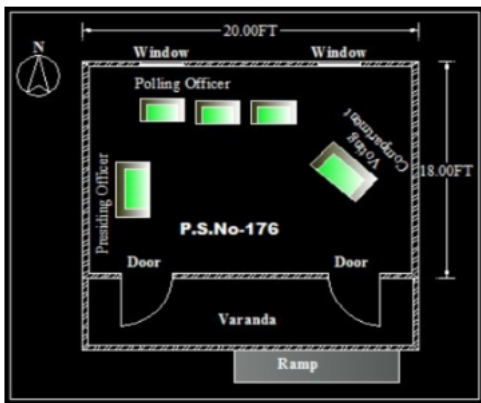 20.00FT
N
Window
Window
Polling Officer
Voting
Compartment
18.00FT
Presiding Officer
P.S.No-176
Door
Door
Varanda
Ramp